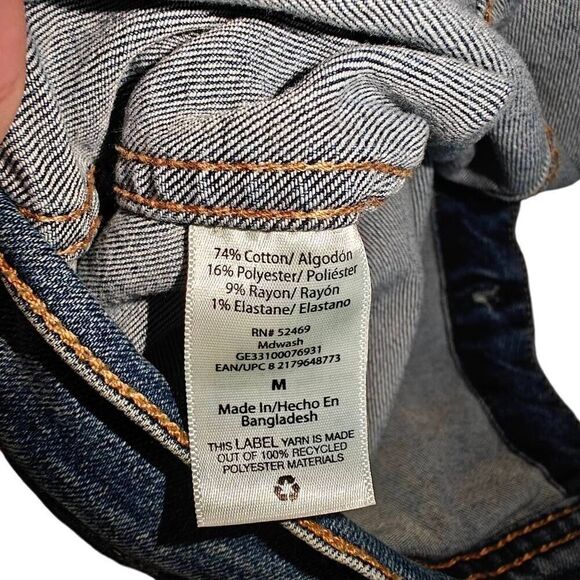 74% Cotton/ Algodón
16% Polyester/ Poliéster
9% Rayon/ Rayón
1% Elastane/ Elastano
RN# 52469
Mdwash
GE33100076931
EAN/UPC 8 2179648773
M
Made In/Hecho En
Bangladesh
THIS LABEL YARN IS MADE
OUT OF 100% RECYCLED
POLYESTER MATERIALS